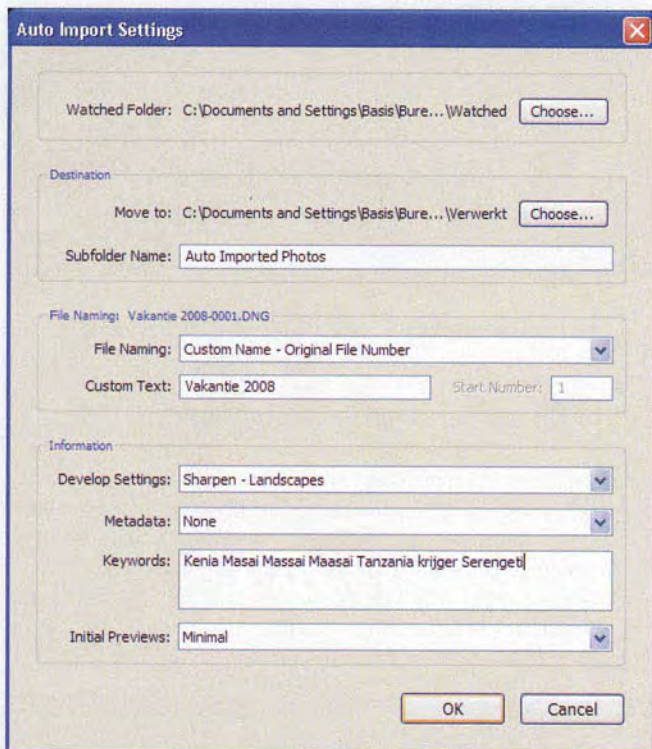 Auto Import Settings
Watched Folder: C:\Documents and Settings\Basis\Bure...\Watched Choose...
Destination
Move to: C:\Documents and Settings\Basis\Bure...\Verwerkt Choose...
Subfolder Name: Auto Imported Photos
File Naming: Vakantie 2008-0001.DNG
File Naming: Custom Name - Original File Number
Custom Text: Vakantie 2008 Start Number: 1
Information
Develop Settings: Sharpen - Landscapes
Metadata: None
Keywords: Kenia Masai Massai Maasai Tanzania krijger Serengeti
Initial Previews: Minimal
OK Cancel